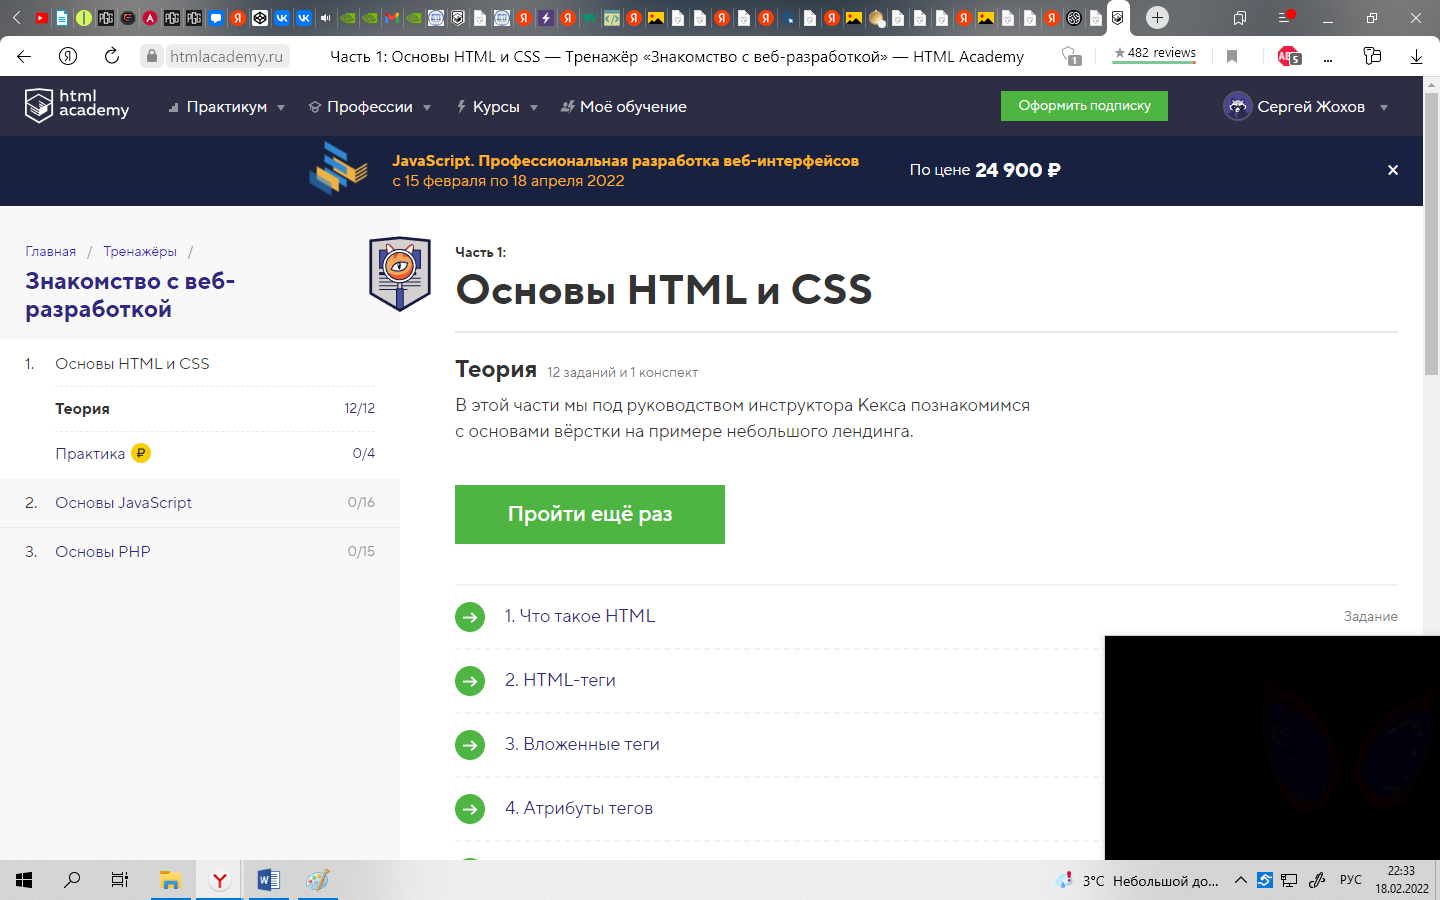 htmlacademy.ru
Часть 1: Основы HTML и CSS — Тренажёр «Знакомство с веб-разработкой» — HTML Academy
1
★ 482 reviews
5
...
html
academy
Практикум
Профессии
Курсы
Моё обучение
Оформить подписку
Сергей Жохов
JavaScript. Профессиональная разработка веб-интерфейсов
с 15 февраля по 18 апреля 2022
По цене 24 900 ₽
Главная / Тренажёры /
Знакомство с веб-
разработкой
1. Основы HTML и CSS
Теория 12/12
Практика ₽ 0/4
2. Основы JavaScript 0/16
3. Основы PHP 0/15
Часть 1:
Основы HTML и CSS
Теория 12 заданий и 1 конспект
В этой части мы под руководством инструктора Кекса познакомимся
с основами вёрстки на примере небольшого лендинга.
Пройти ещё раз
1. Что такое HTML Задание
2. HTML-теги
3. Вложенные теги
4. Атрибуты тегов
3°C Небольшой до...
РУС
22:33
18.02.2022